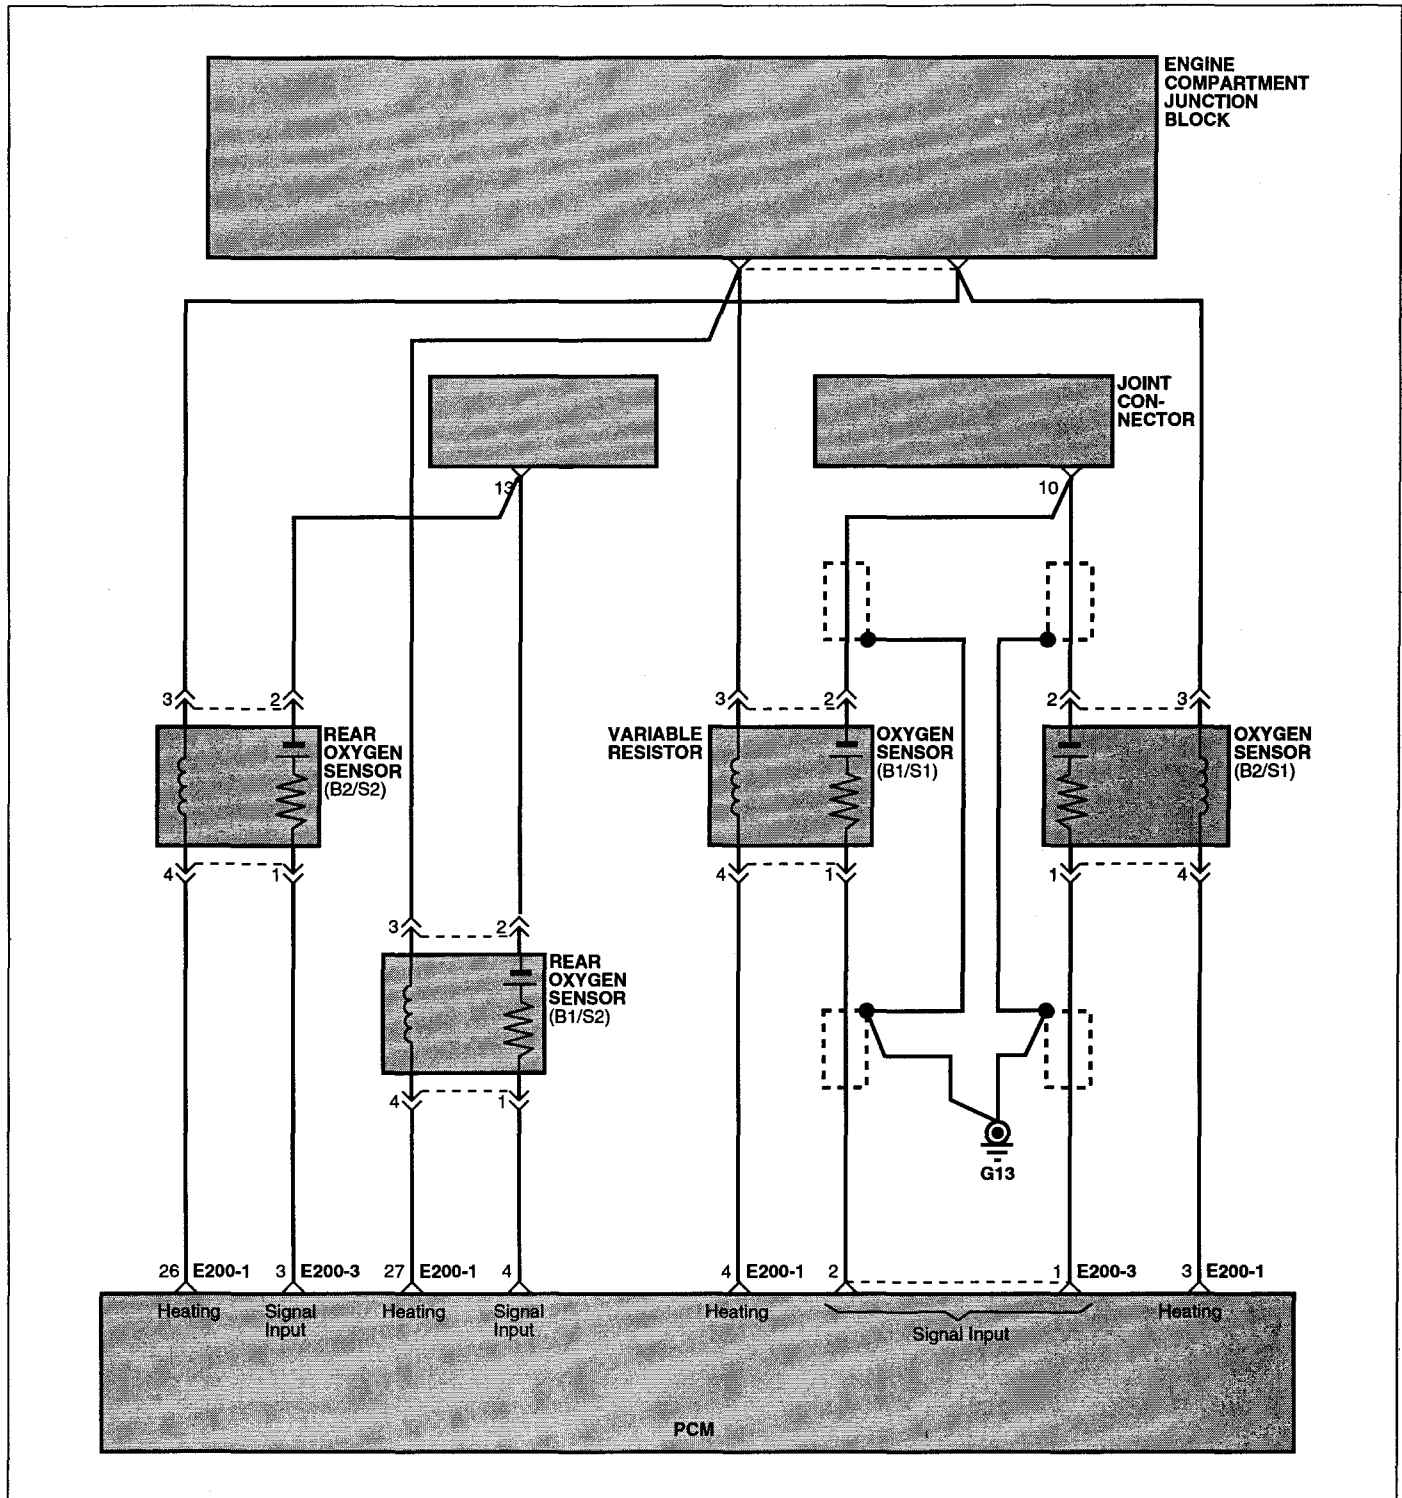 ENGINE
COMPARTMENT
JUNCTION
BLOCK
JOINT
CON-
NECTOR
13
10
3
2
REAR
OXYGEN
SENSOR
(B2/S2)
4
1
3
2
VARIABLE
RESISTOR
OXYGEN
SENSOR
(B1/S1)
4
1
2
3
OXYGEN
SENSOR
(B2/S1)
1
4
3
2
REAR
OXYGEN
SENSOR
(B1/S2)
4
1
G13
26 E200-1
3 E200-3
27 E200-1
4
4 E200-1
2
1 E200-3
3 E200-1
Heating
Signal
Input
Heating
Signal
Input
Heating
Signal Input
Heating
PCM